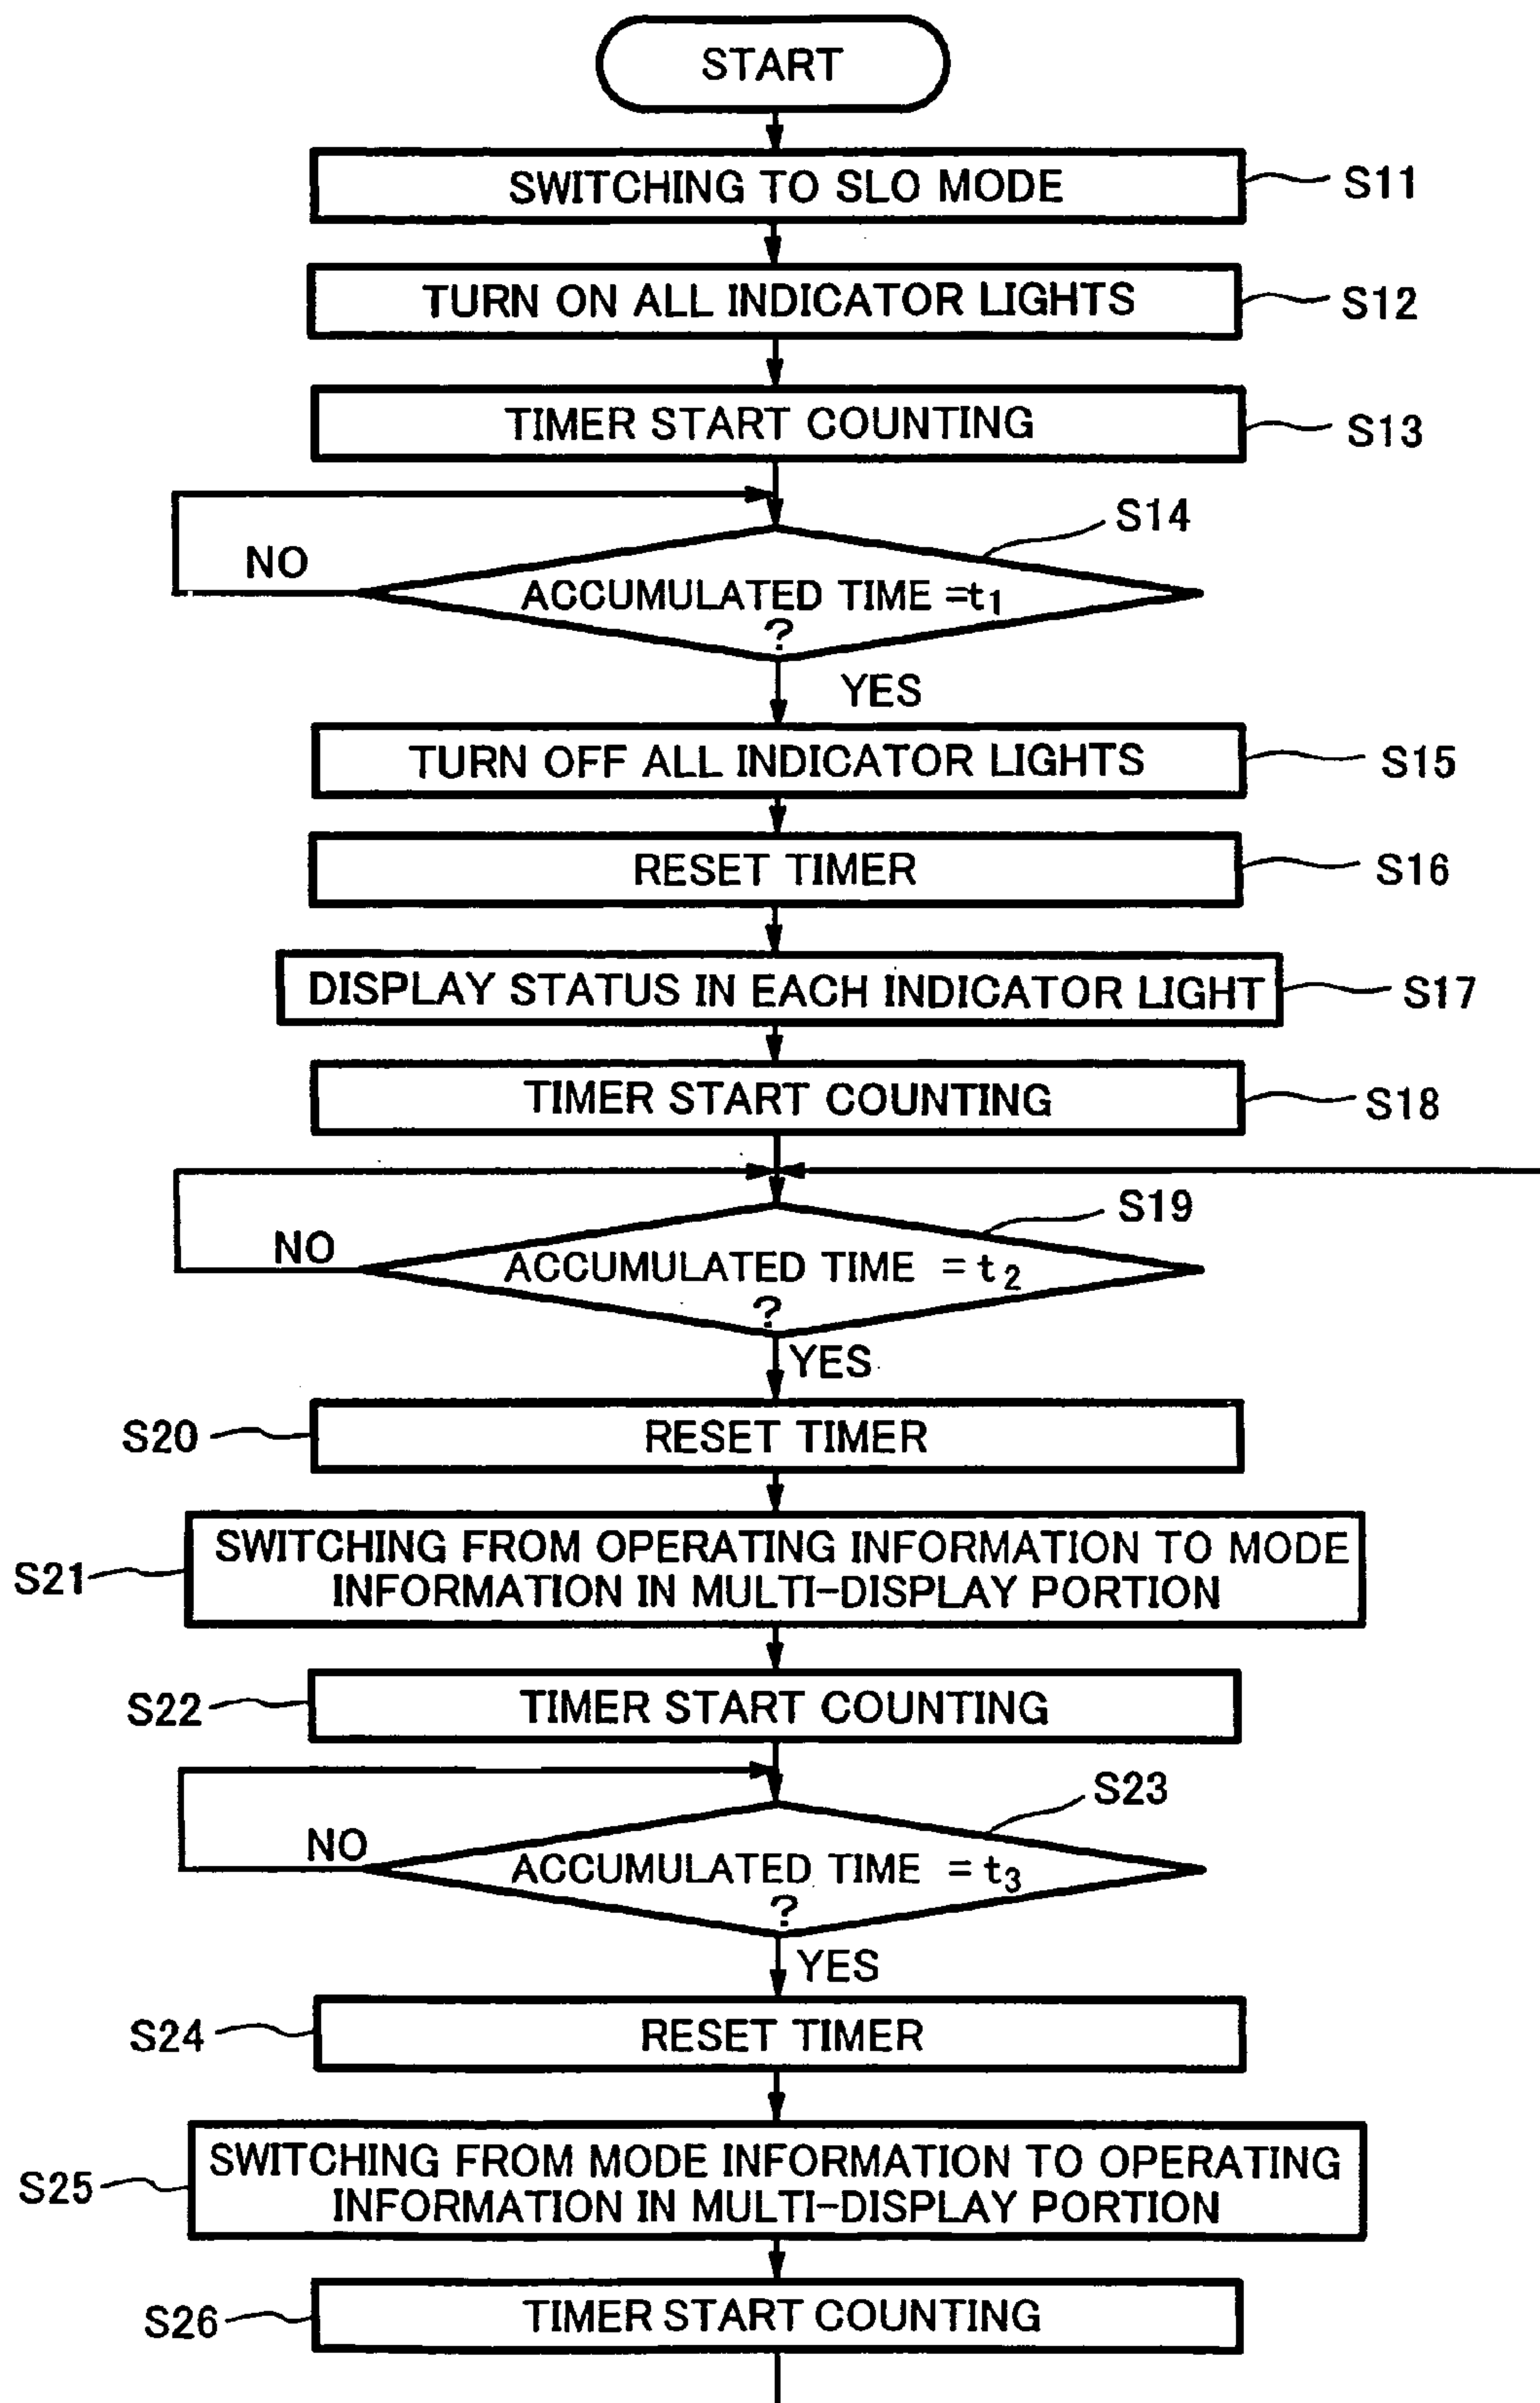 START
SWITCHING TO SLO MODE
S11
TURN ON ALL INDICATOR LIGHTS
S12
TIMER START COUNTING
S13
S14
NO
ACCUMULATED TIME =t1
?
YES
TURN OFF ALL INDICATOR LIGHTS
S15
RESET TIMER
S16
DISPLAY STATUS IN EACH INDICATOR LIGHT
S17
TIMER START COUNTING
S18
S19
NO
ACCUMULATED TIME = t2
?
YES
S20
RESET TIMER
S21
SWITCHING FROM OPERATING INFORMATION TO MODE
INFORMATION IN MULTI-DISPLAY PORTION
S22
TIMER START COUNTING
S23
NO
ACCUMULATED TIME = t3
?
YES
S24
RESET TIMER
S25
SWITCHING FROM MODE INFORMATION TO OPERATING
INFORMATION IN MULTI-DISPLAY PORTION
S26
TIMER START COUNTING